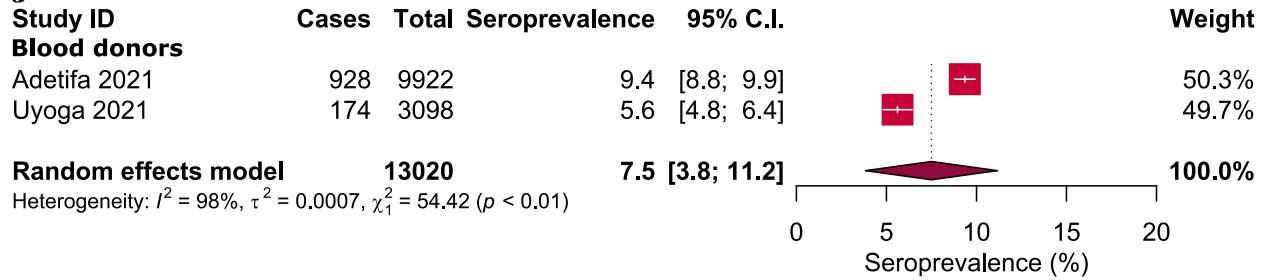 Study ID Cases Total Seroprevalence 95% C.I. Weight
Blood donors
Adetifa 2021 928 9922 9.4 [8.8; 9.9] 50.3%
Uyoga 2021 174 3098 5.6 [4.8; 6.4] 49.7%
Random effects model 13020 7.5 [3.8; 11.2] 100.0%
Heterogeneity: I² = 98%, τ² = 0.0007, χ²₁ = 54.42 (p < 0.01)
0 5 10 15 20
Seroprevalence (%)